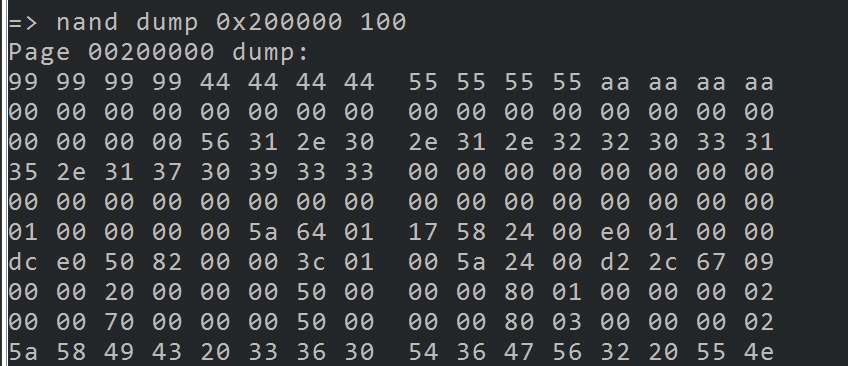 => nand dump 0x200000 100
Page 00200000 dump:
99 99 99 99 44 44 44 44  55 55 55 55 aa aa aa aa
00 00 00 00 00 00 00 00  00 00 00 00 00 00 00 00
00 00 00 00 56 31 2e 30  2e 31 2e 32 32 30 33 31
35 2e 31 37 30 39 33 33  00 00 00 00 00 00 00 00
00 00 00 00 00 00 00 00  00 00 00 00 00 00 00 00
01 00 00 00 00 5a 64 01  17 58 24 00 e0 01 00 00
dc e0 50 82 00 00 3c 01  00 5a 24 00 d2 2c 67 09
00 00 20 00 00 00 50 00  00 00 80 01 00 00 00 02
00 00 70 00 00 00 50 00  00 00 80 03 00 00 00 02
5a 58 49 43 20 33 36 30  54 36 47 56 32 20 55 4e